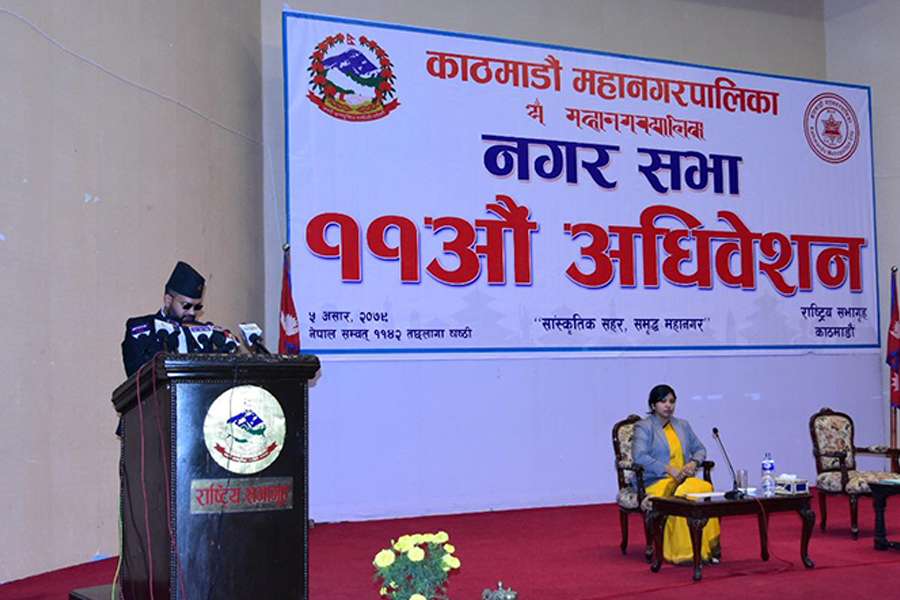 काठमाडौं महानगरपालिका
नगर सभा
११औं अधिवेशन
५ असार, २०७९
नेपाल सम्वत् ११४२ तछलागा षष्ठी
"सांस्कृतिक सहर, समृद्ध महानगर"
राष्ट्रिय सभागृह
काठमाडौं
राष्ट्रिय सभागृह